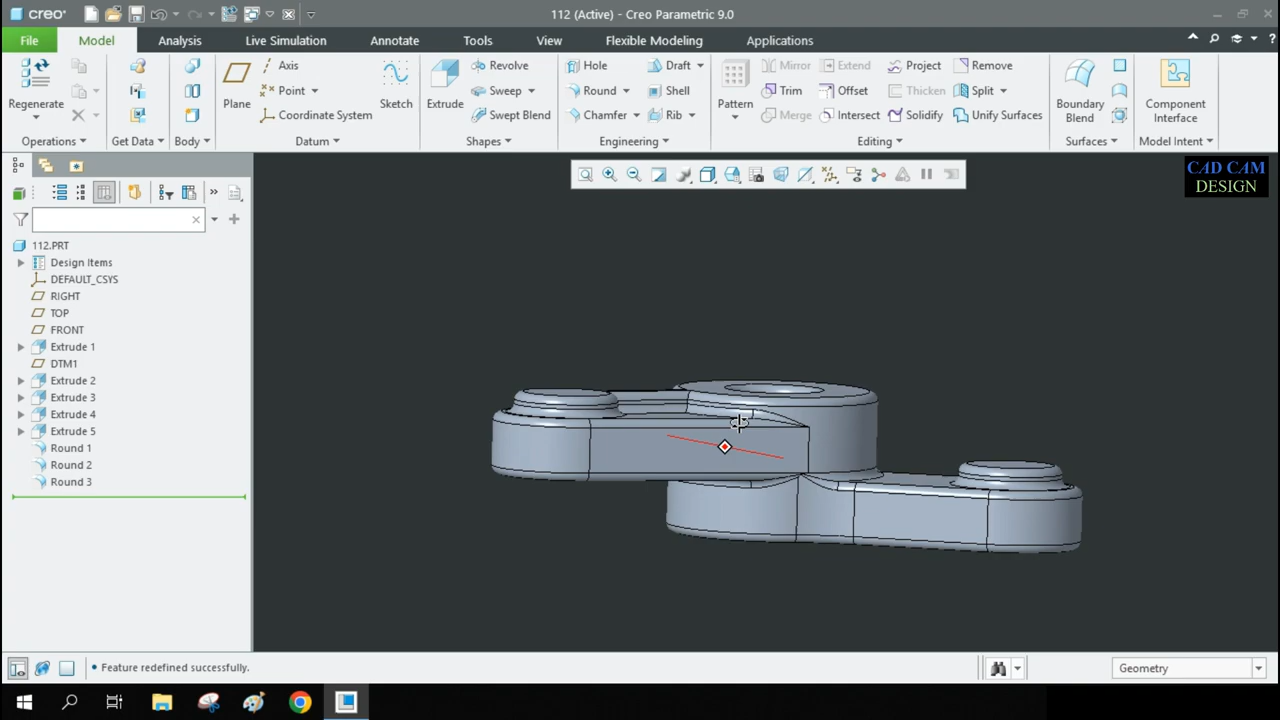 creo+
112 (Active) - Creo Parametric 9.0
File
Model
Analysis
Live Simulation
Annotate
Tools
View
Flexible Modeling
Applications
Regenerate
Operations
Get Data
Body
Plane
Axis
Point
Coordinate System
Sketch
Datum
Extrude
Revolve
Sweep
Swept Blend
Shapes
Hole
Round
Chamfer
Draft
Shell
Rib
Engineering
Pattern
Mirror
Trim
Merge
Extend
Offset
Intersect
Project
Thicken
Solidify
Remove
Split
Unify Surfaces
Editing
Boundary
Blend
Surfaces
Component
Interface
Model Intent
CAD CAM
DESIGN
112.PRT
Design Items
DEFAULT_CSYS
RIGHT
TOP
FRONT
Extrude 1
DTM1
Extrude 2
Extrude 3
Extrude 4
Extrude 5
Round 1
Round 2
Round 3
• Feature redefined successfully.
Geometry